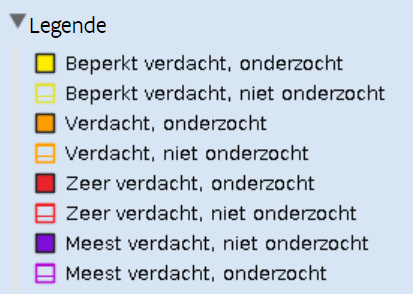 Legende
Beperkt verdacht, onderzocht
Beperkt verdacht, niet onderzocht
Verdacht, onderzocht
Verdacht, niet onderzocht
Zeer verdacht, onderzocht
Zeer verdacht, niet onderzocht
Meest verdacht, niet onderzocht
Meest verdacht, onderzocht